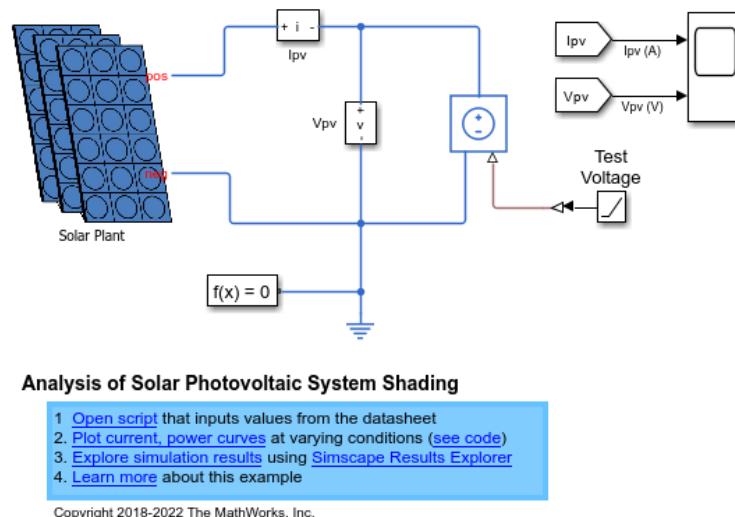 pos
neg
Solar Plant
+ i -
Ipv
Vpv
+
v
-
+
-
Ipv
Ipv (A)
Vpv
Vpv (V)
Test
Voltage
f(x) = 0
Analysis of Solar Photovoltaic System Shading
1 Open script that inputs values from the datasheet
2. Plot current, power curves at varying conditions (see code)
3. Explore simulation results using Simscape Results Explorer
4. Learn more about this example
Copyright 2018-2022 The MathWorks, Inc.